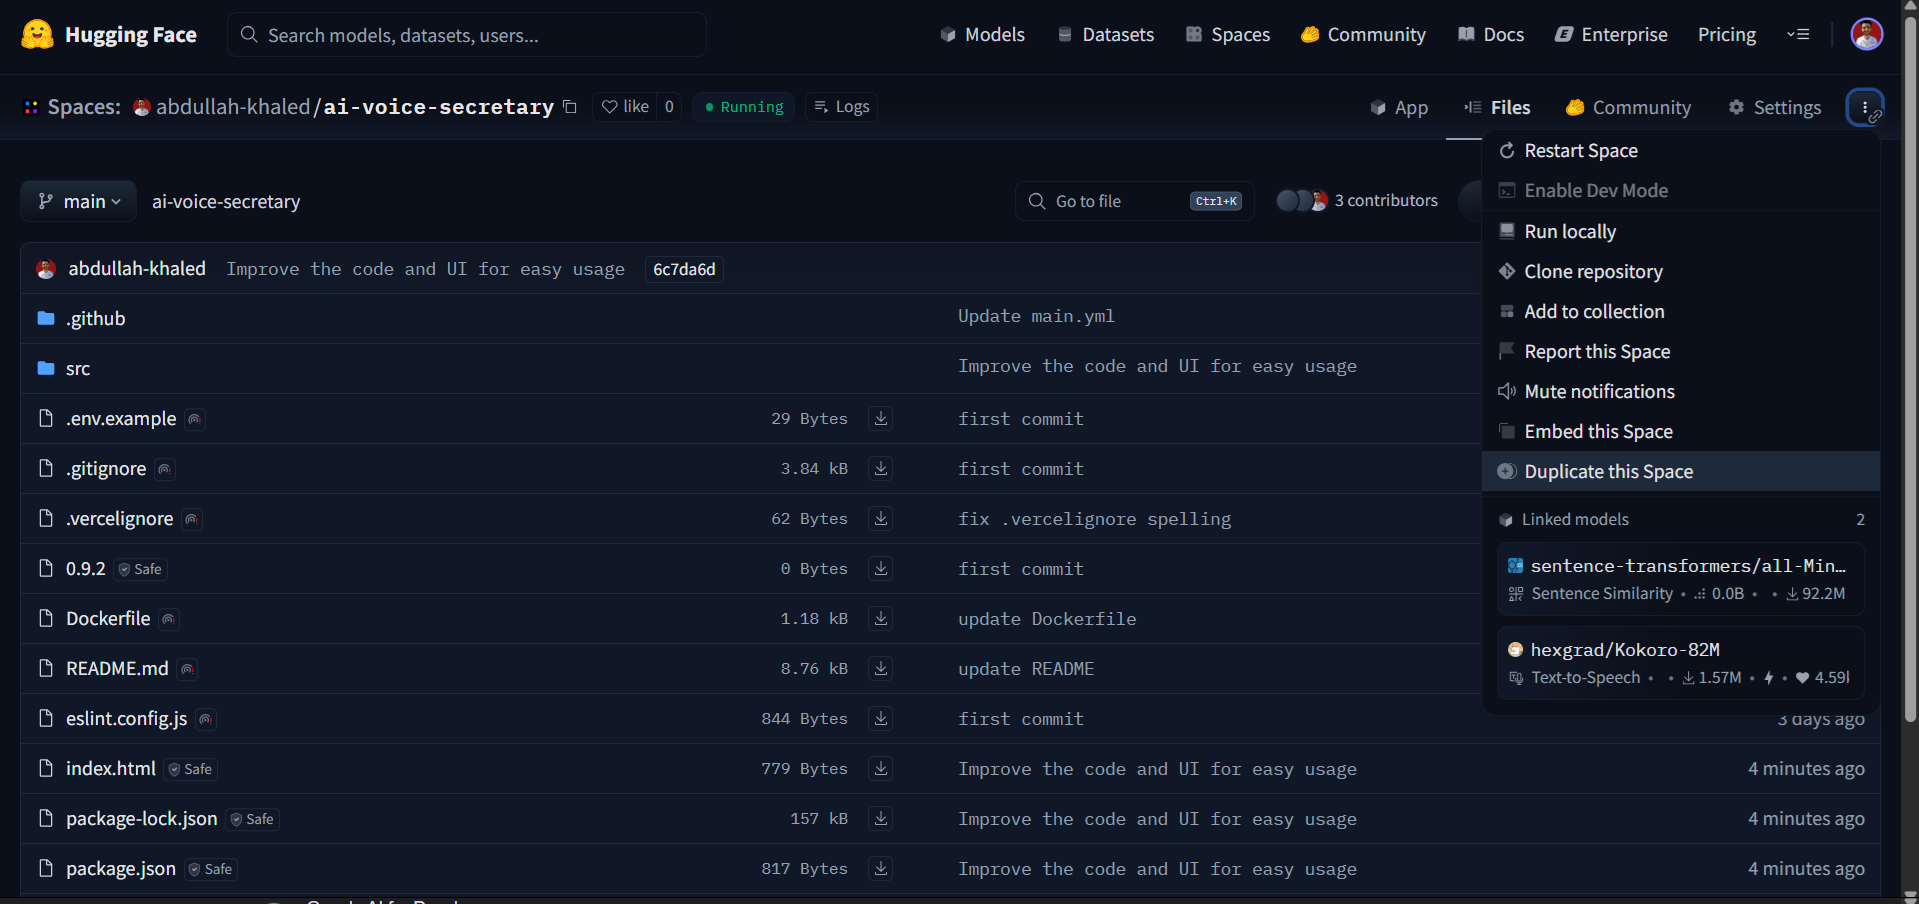 Hugging Face
Search models, datasets, users...
Models
Datasets
Spaces
Community
Docs
Enterprise
Pricing
Spaces: abdullah-khaled/ai-voice-secretary
like 0
Running
Logs
App
Files
Community
Settings
main
ai-voice-secretary
Go to file Ctrl+K
3 contributors
abdullah-khaled Improve the code and UI for easy usage 6c7da6d
.github Update main.yml
src Improve the code and UI for easy usage
.env.example 29 Bytes first commit
.gitignore 3.84 kB first commit
.vercelignore 62 Bytes fix .vercelignore spelling
0.9.2 Safe 0 Bytes first commit
Dockerfile 1.18 kB update Dockerfile
README.md 8.76 kB update README
eslint.config.js 844 Bytes first commit 3 days ago
index.html Safe 779 Bytes Improve the code and UI for easy usage 4 minutes ago
package-lock.json Safe 157 kB Improve the code and UI for easy usage 4 minutes ago
package.json Safe 817 Bytes Improve the code and UI for easy usage 4 minutes ago
Restart Space
Enable Dev Mode
Run locally
Clone repository
Add to collection
Report this Space
Mute notifications
Embed this Space
Duplicate this Space
Linked models 2
sentence-transformers/all-Min...
Sentence Similarity • 0.0B • • 92.2M
hexgrad/Kokoro-82M
Text-to-Speech • • 1.57M • • 4.59